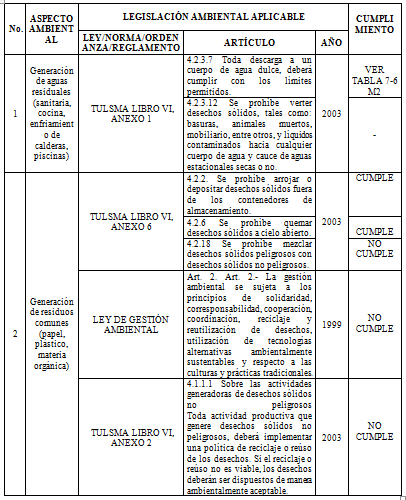 No.
ASPECTO
AMBIENT
AL
LEGISLACIÓN AMBIENTAL APLICABLE
CUMPLI
MIENTO
LEY/NORMA/ORDEN
ANZA/REGLAMENTO
ARTÍCULO
AÑO
1
Generación
de aguas
residuales
(sanitaria,
cocina,
enfriamient
o de
calderas,
piscinas)
TULSMA LIBRO VI,
ANEXO 1
4.2.3.7 Toda descarga a un
cuerpo de agua dulce, deberá
cumplir con los límites
permitidos.
4.2.3.12 Se prohíbe verter
desechos sólidos, tales como:
basuras, animales muertos,
mobiliario, entre otros, y líquidos
contaminados hacia cualquier
cuerpo de agua y cauce de aguas
estacionales secas o no.
2003
VER
TABLA 7-6
M2
-
2
Generación
de residuos
comunes
(papel,
plástico,
materia
orgánica)
TULSMA LIBRO VI,
ANEXO 6
4.2.2. Se prohíbe arrojar o
depositar desechos sólidos fuera
de los contenedores de
almacenamiento.
4.2.6 Se prohíbe quemar
desechos sólidos a cielo abierto.
4.2.18 Se prohíbe mezclar
desechos sólidos peligrosos con
desechos sólidos no peligrosos.
2003
CUMPLE
CUMPLE
NO
CUMPLE
LEY DE GESTIÓN
AMBIENTAL
Art. 2. Art. 2.- La gestión
ambiental se sujeta a los
principios de solidaridad,
corresponsabilidad, cooperación,
coordinación, reciclaje y
reutilización de desechos,
utilización de tecnologías
alternativas ambientalmente
sustentables y respecto a las
culturas y prácticas tradicionales.
1999
NO
CUMPLE
TULSMA LIBRO VI,
ANEXO 2
4.1.1.1 Sobre las actividades
generadoras de desechos sólidos
no peligrosos
Toda actividad productiva que
genere desechos sólidos no
peligrosos, deberá implementar
una política de reciclaje o reúso
de los desechos. Si el reciclaje o
reúso no es viable, los desechos
deberán ser dispuestos de manera
ambientalmente aceptable.
2003
NO
CUMPLE